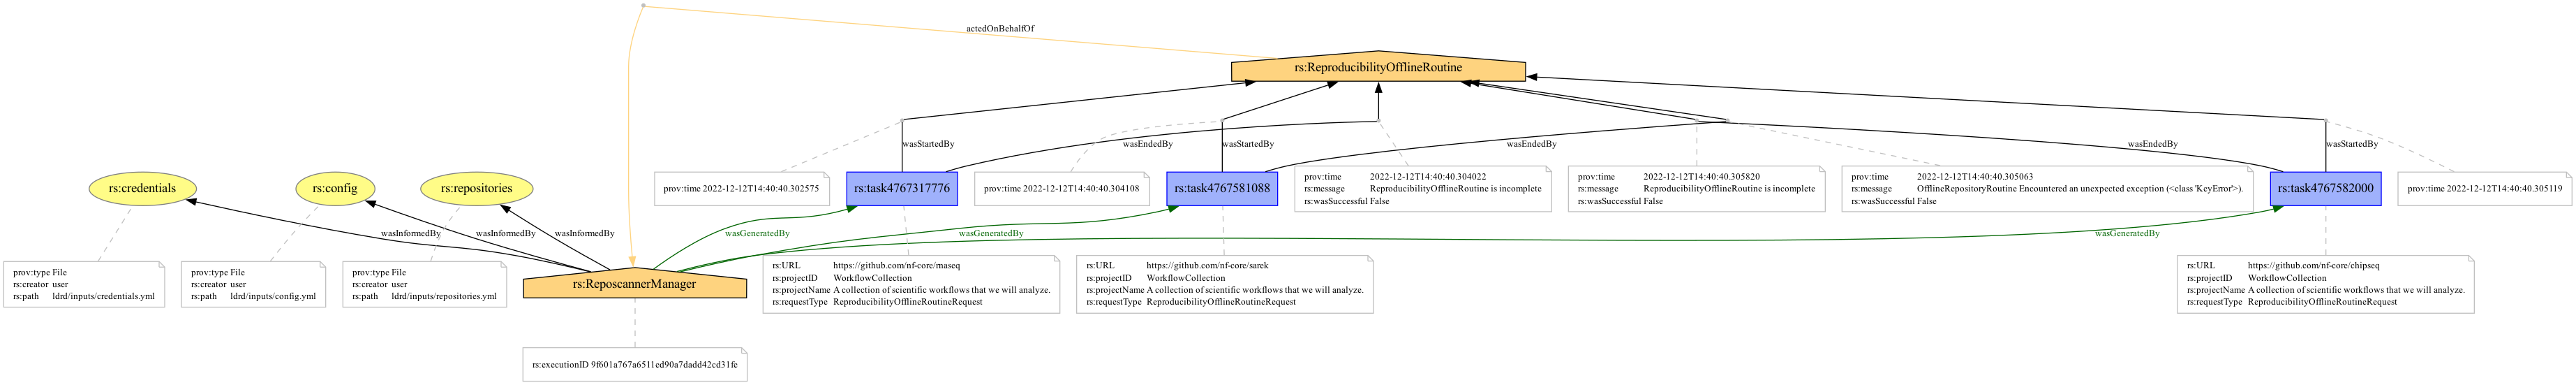 actedOnBehalfOf
rs:ReproducibilityOfflineRoutine
wasStartedBy
wasEndedBy
wasStartedBy
wasEndedBy
wasEndedBy
wasStartedBy
rs:credentials
rs:config
rs:repositories
prov:time 2022-12-12T14:40:40.302575
rs:task4767317776
prov:time 2022-12-12T14:40:40.304108
rs:task4767581088
prov:time 2022-12-12T14:40:40.304022
rs:message ReproducibilityOfflineRoutine is incomplete
rs:wasSuccessful False
prov:time 2022-12-12T14:40:40.305820
rs:message ReproducibilityOfflineRoutine is incomplete
rs:wasSuccessful False
prov:time 2022-12-12T14:40:40.305063
rs:message OfflineRepositoryRoutine Encountered an unexpected exception (<class 'KeyError'>).
rs:wasSuccessful False
rs:task4767582000
prov:time 2022-12-12T14:40:40.305119
wasInformedBy
wasInformedBy
wasInformedBy
wasGeneratedBy
wasGeneratedBy
wasGeneratedBy
prov:type File
rs:creator user
rs:path ldrd/inputs/credentials.yml
prov:type File
rs:creator user
rs:path ldrd/inputs/config.yml
prov:type File
rs:creator user
rs:path ldrd/inputs/repositories.yml
rs:ReposcannerManager
rs:URL https://github.com/nf-core/rnaseq
rs:projectID WorkflowCollection
rs:projectName A collection of scientific workflows that we will analyze.
rs:requestType ReproducibilityOfflineRoutineRequest
rs:URL https://github.com/nf-core/sarek
rs:projectID WorkflowCollection
rs:projectName A collection of scientific workflows that we will analyze.
rs:requestType ReproducibilityOfflineRoutineRequest
rs:URL https://github.com/nf-core/chipseq
rs:projectID WorkflowCollection
rs:projectName A collection of scientific workflows that we will analyze.
rs:requestType ReproducibilityOfflineRoutineRequest
rs:executionID 9f601a767a6511ed90a7dadd42cd31fe